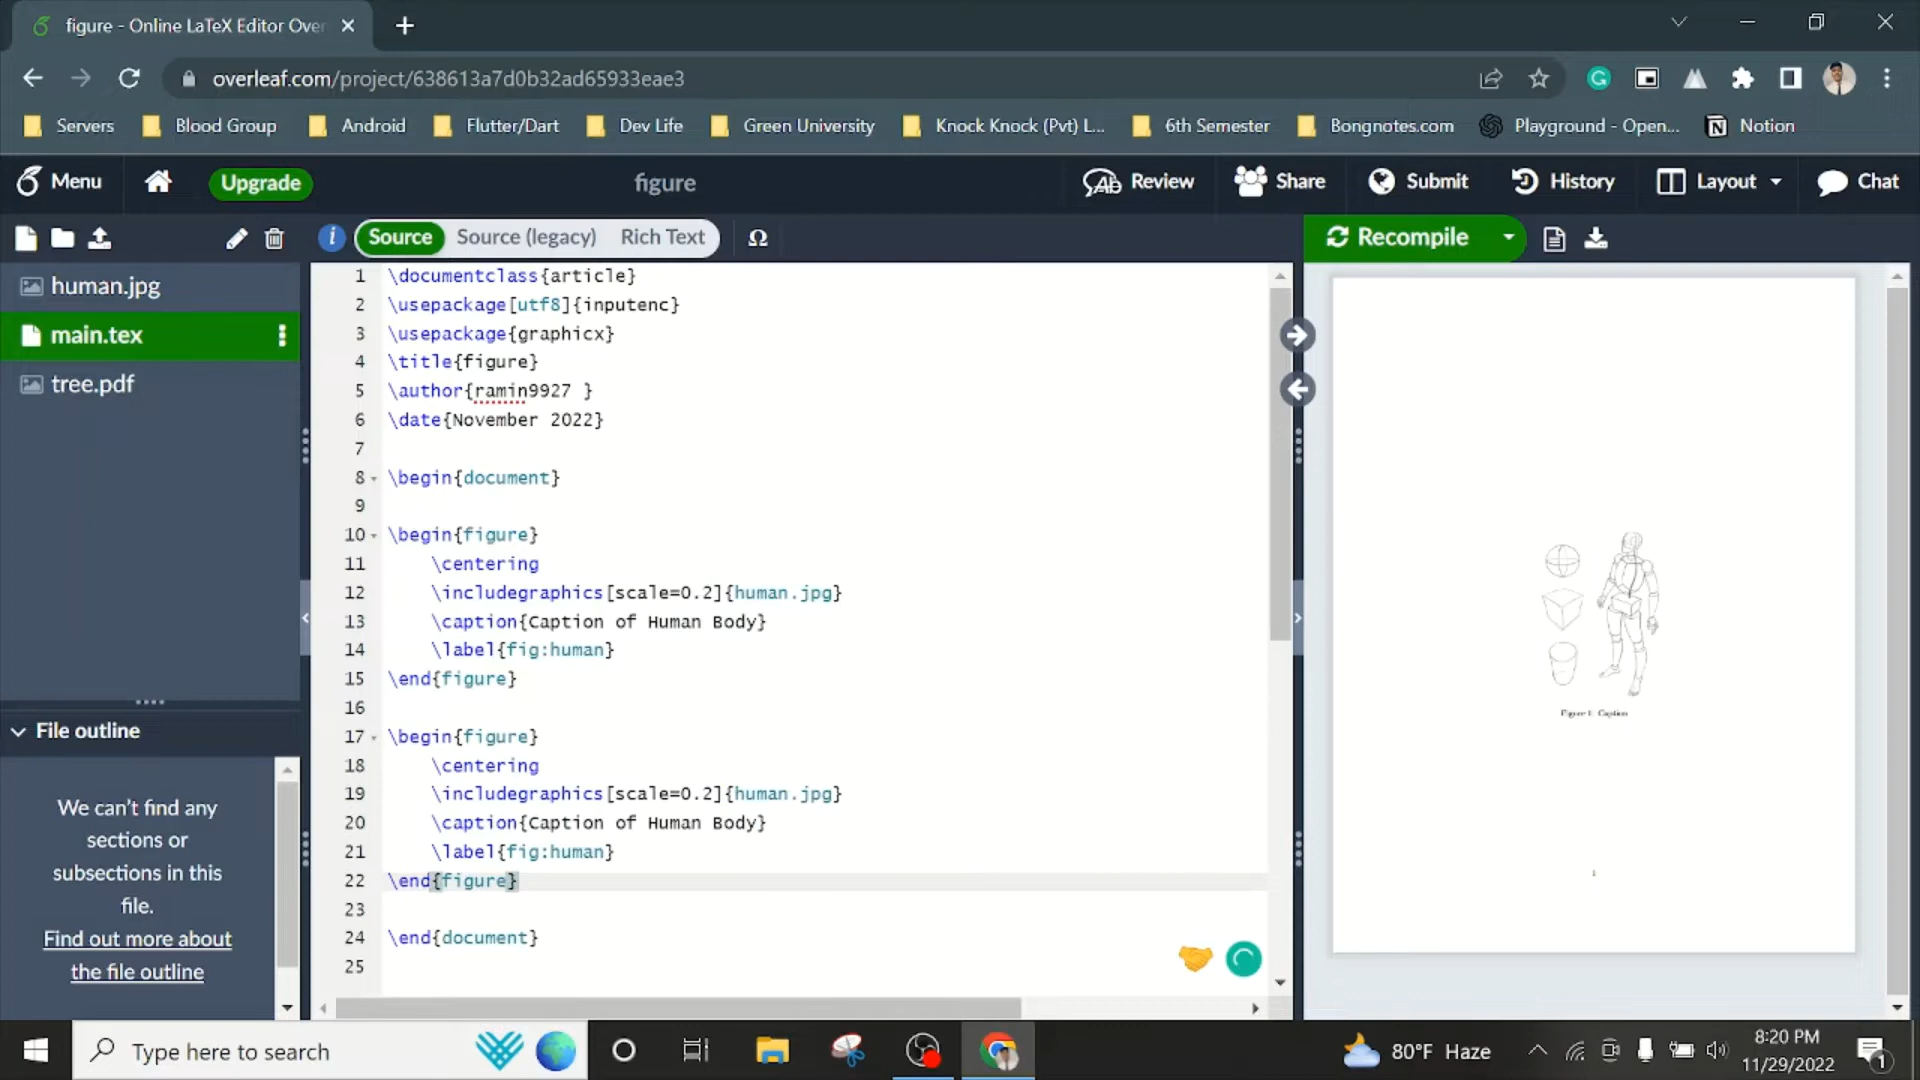 figure - Online LaTeX Editor Over
overleaf.com/project/638613a7d0b32ad65933eae3
Servers
Blood Group
Android
Flutter/Dart
Dev Life
Green University
Knock Knock (Pvt) L...
6th Semester
Bongnotes.com
Playground - Open...
Notion
Menu
Upgrade
figure
Review
Share
Submit
History
Layout
Chat
Source
Source (legacy)
Rich Text
Ω
Recompile
human.jpg
main.tex
tree.pdf
File outline
We can't find any
sections or
subsections in this
file.
Find out more about
the file outline
1 \documentclass{article}
2 \usepackage[utf8]{inputenc}
3 \usepackage{graphicx}
4 \title{figure}
5 \author{ramin9927 }
6 \date{November 2022}
7
8 \begin{document}
9
10 \begin{figure}
11 \centering
12 \includegraphics[scale=0.2]{human.jpg}
13 \caption{Caption of Human Body}
14 \label{fig:human}
15 \end{figure}
16
17 \begin{figure}
18 \centering
19 \includegraphics[scale=0.2]{human.jpg}
20 \caption{Caption of Human Body}
21 \label{fig:human}
22 \end{figure}
23
24 \end{document}
25
Figure 1: Caption
1
Type here to search
80°F Haze
8:20 PM
11/29/2022
1